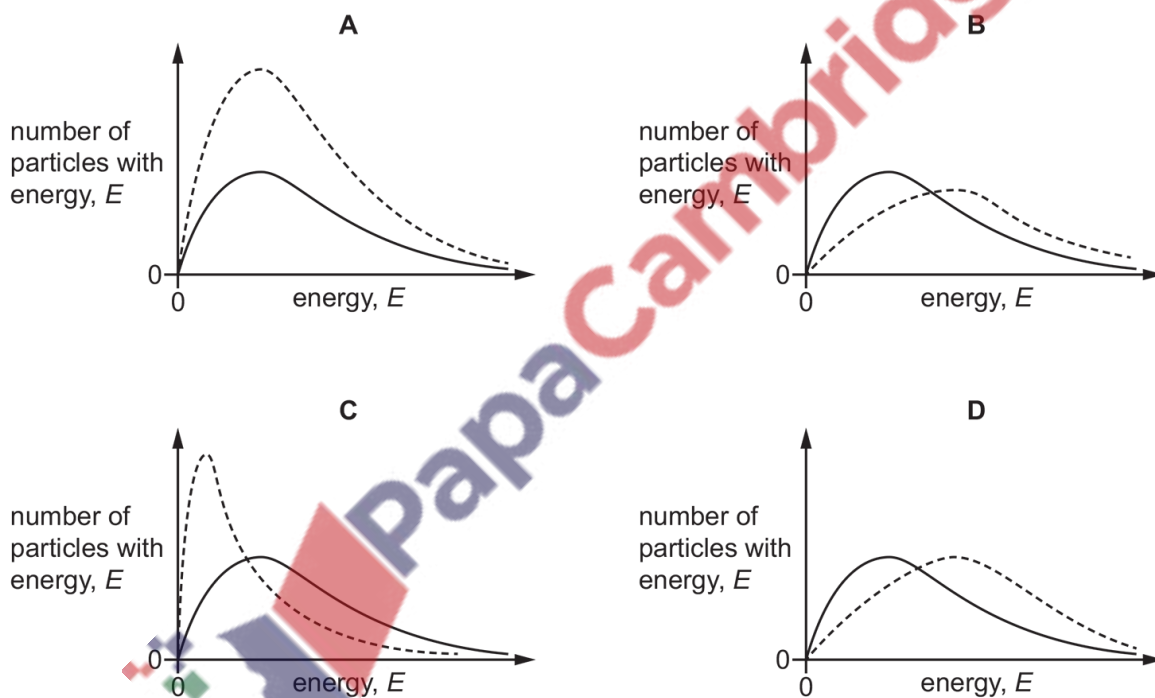 A
number of
particles with
energy, E
0
0
energy, E
B
number of
particles with
energy, E
0
0
energy, E
C
number of
particles with
energy, E
0
0
energy, E
D
number of
particles with
energy, E
0
0
energy, E
PapaCambridg